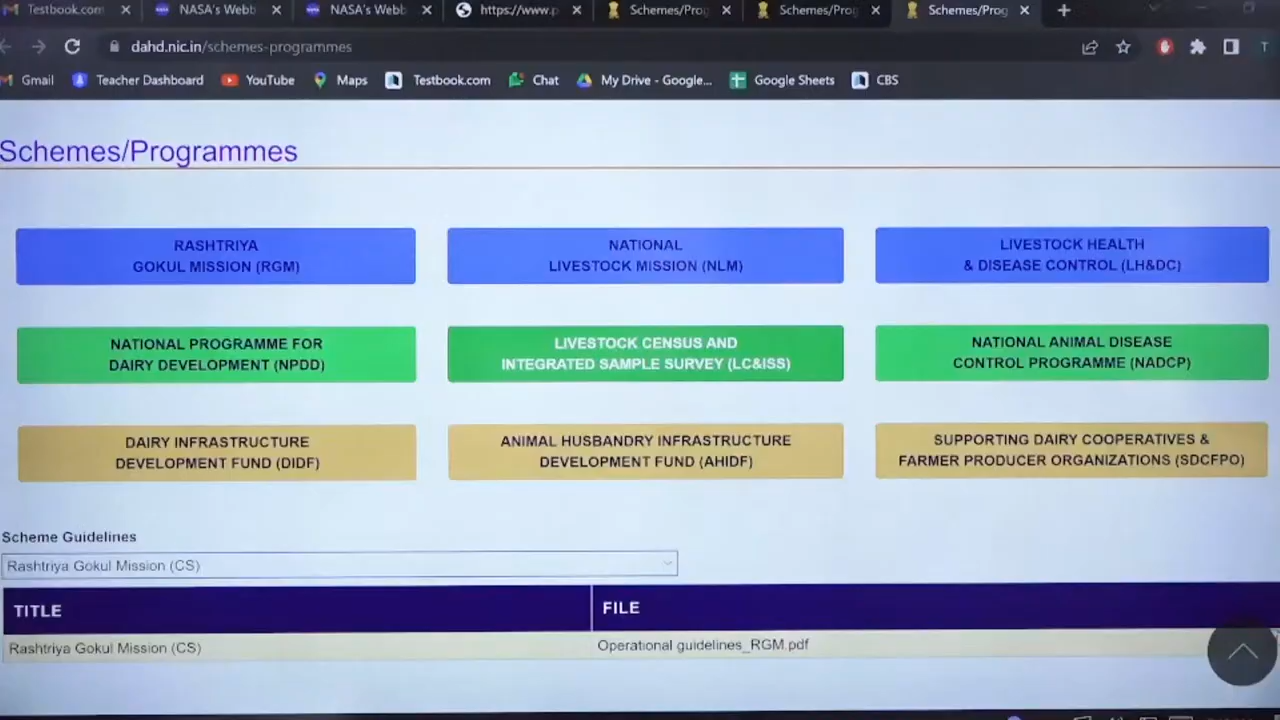 Testbook.com
NASA's Webb
NASA's Webb
https://www.p
Schemes/Prog
Schemes/Prog
Schemes/Prog
dahd.nic.in/schemes-programmes
T
Gmail
Teacher Dashboard
YouTube
Maps
Testbook.com
Chat
My Drive - Google...
Google Sheets
CBS
Schemes/Programmes
RASHTRIYA
GOKUL MISSION (RGM)
NATIONAL
LIVESTOCK MISSION (NLM)
LIVESTOCK HEALTH
& DISEASE CONTROL (LH&DC)
NATIONAL PROGRAMME FOR
DAIRY DEVELOPMENT (NPDD)
LIVESTOCK CENSUS AND
INTEGRATED SAMPLE SURVEY (LC&ISS)
NATIONAL ANIMAL DISEASE
CONTROL PROGRAMME (NADCP)
DAIRY INFRASTRUCTURE
DEVELOPMENT FUND (DIDF)
ANIMAL HUSBANDRY INFRASTRUCTURE
DEVELOPMENT FUND (AHIDF)
SUPPORTING DAIRY COOPERATIVES &
FARMER PRODUCER ORGANIZATIONS (SDCFPO)
Scheme Guidelines
Rashtriya Gokul Mission (CS)
TITLE
FILE
Rashtriya Gokul Mission (CS)
Operational guidelines_RGM.pdf